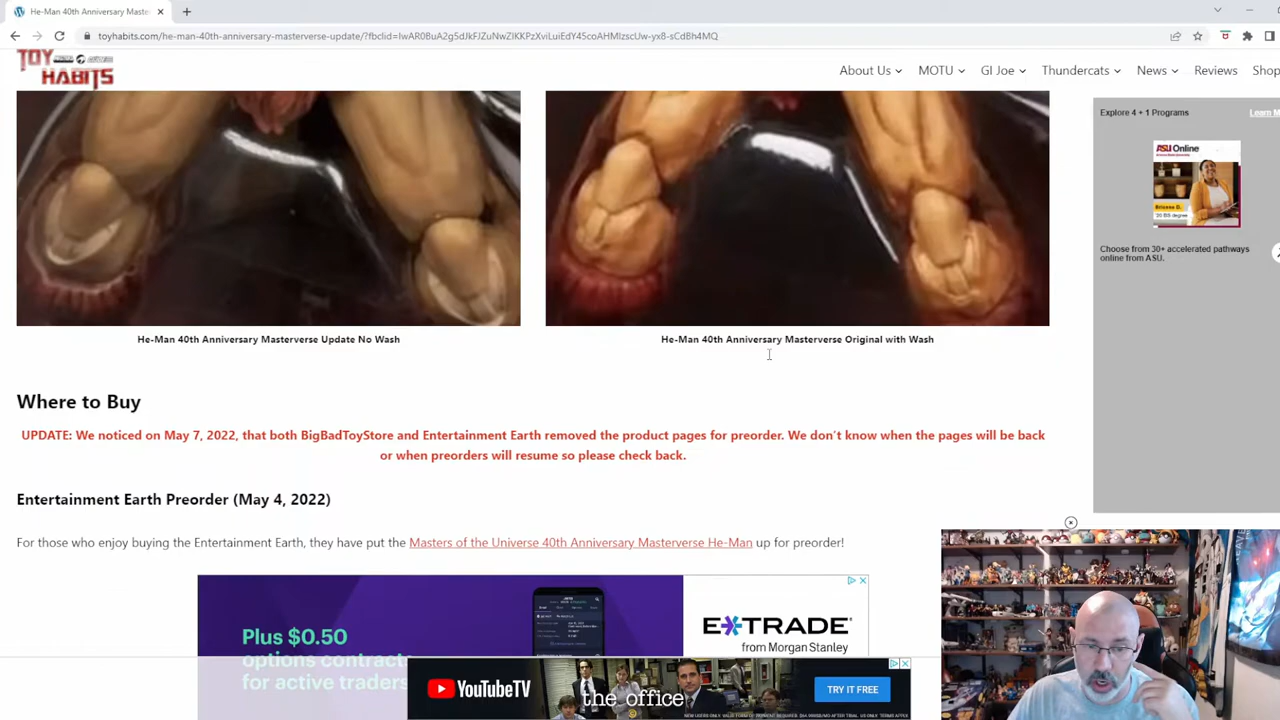 He-Man 40th Anniversary Master
toyhabits.com/he-man-40th-anniversary-masterverse-update/?fbclid=IwAR0BuA2g5dJkFJZuNwZIKKPzXviLuiEdY45coAHMIzscUw-yx8-sCdBh4MQ
TOY
HABITS
About Us
MOTU
GI Joe
Thundercats
News
Reviews
Shop
Explore 4 + 1 Programs
Learn M
ASU Online
Choose from 30+ accelerated pathways
online from ASU.
He-Man 40th Anniversary Masterverse Update No Wash
He-Man 40th Anniversary Masterverse Original with Wash
Where to Buy
UPDATE: We noticed on May 7, 2022, that both BigBadToyStore and Entertainment Earth removed the product pages for preorder. We don't know when the pages will be back
or when preorders will resume so please check back.
Entertainment Earth Preorder (May 4, 2022)
For those who enjoy buying the Entertainment Earth, they have put the Masters of the Universe 40th Anniversary Masterverse He-Man up for preorder!
Plus $0.50
options contracts
for active traders
E*TRADE
from Morgan Stanley
YouTubeTV
the office
TRY IT FREE